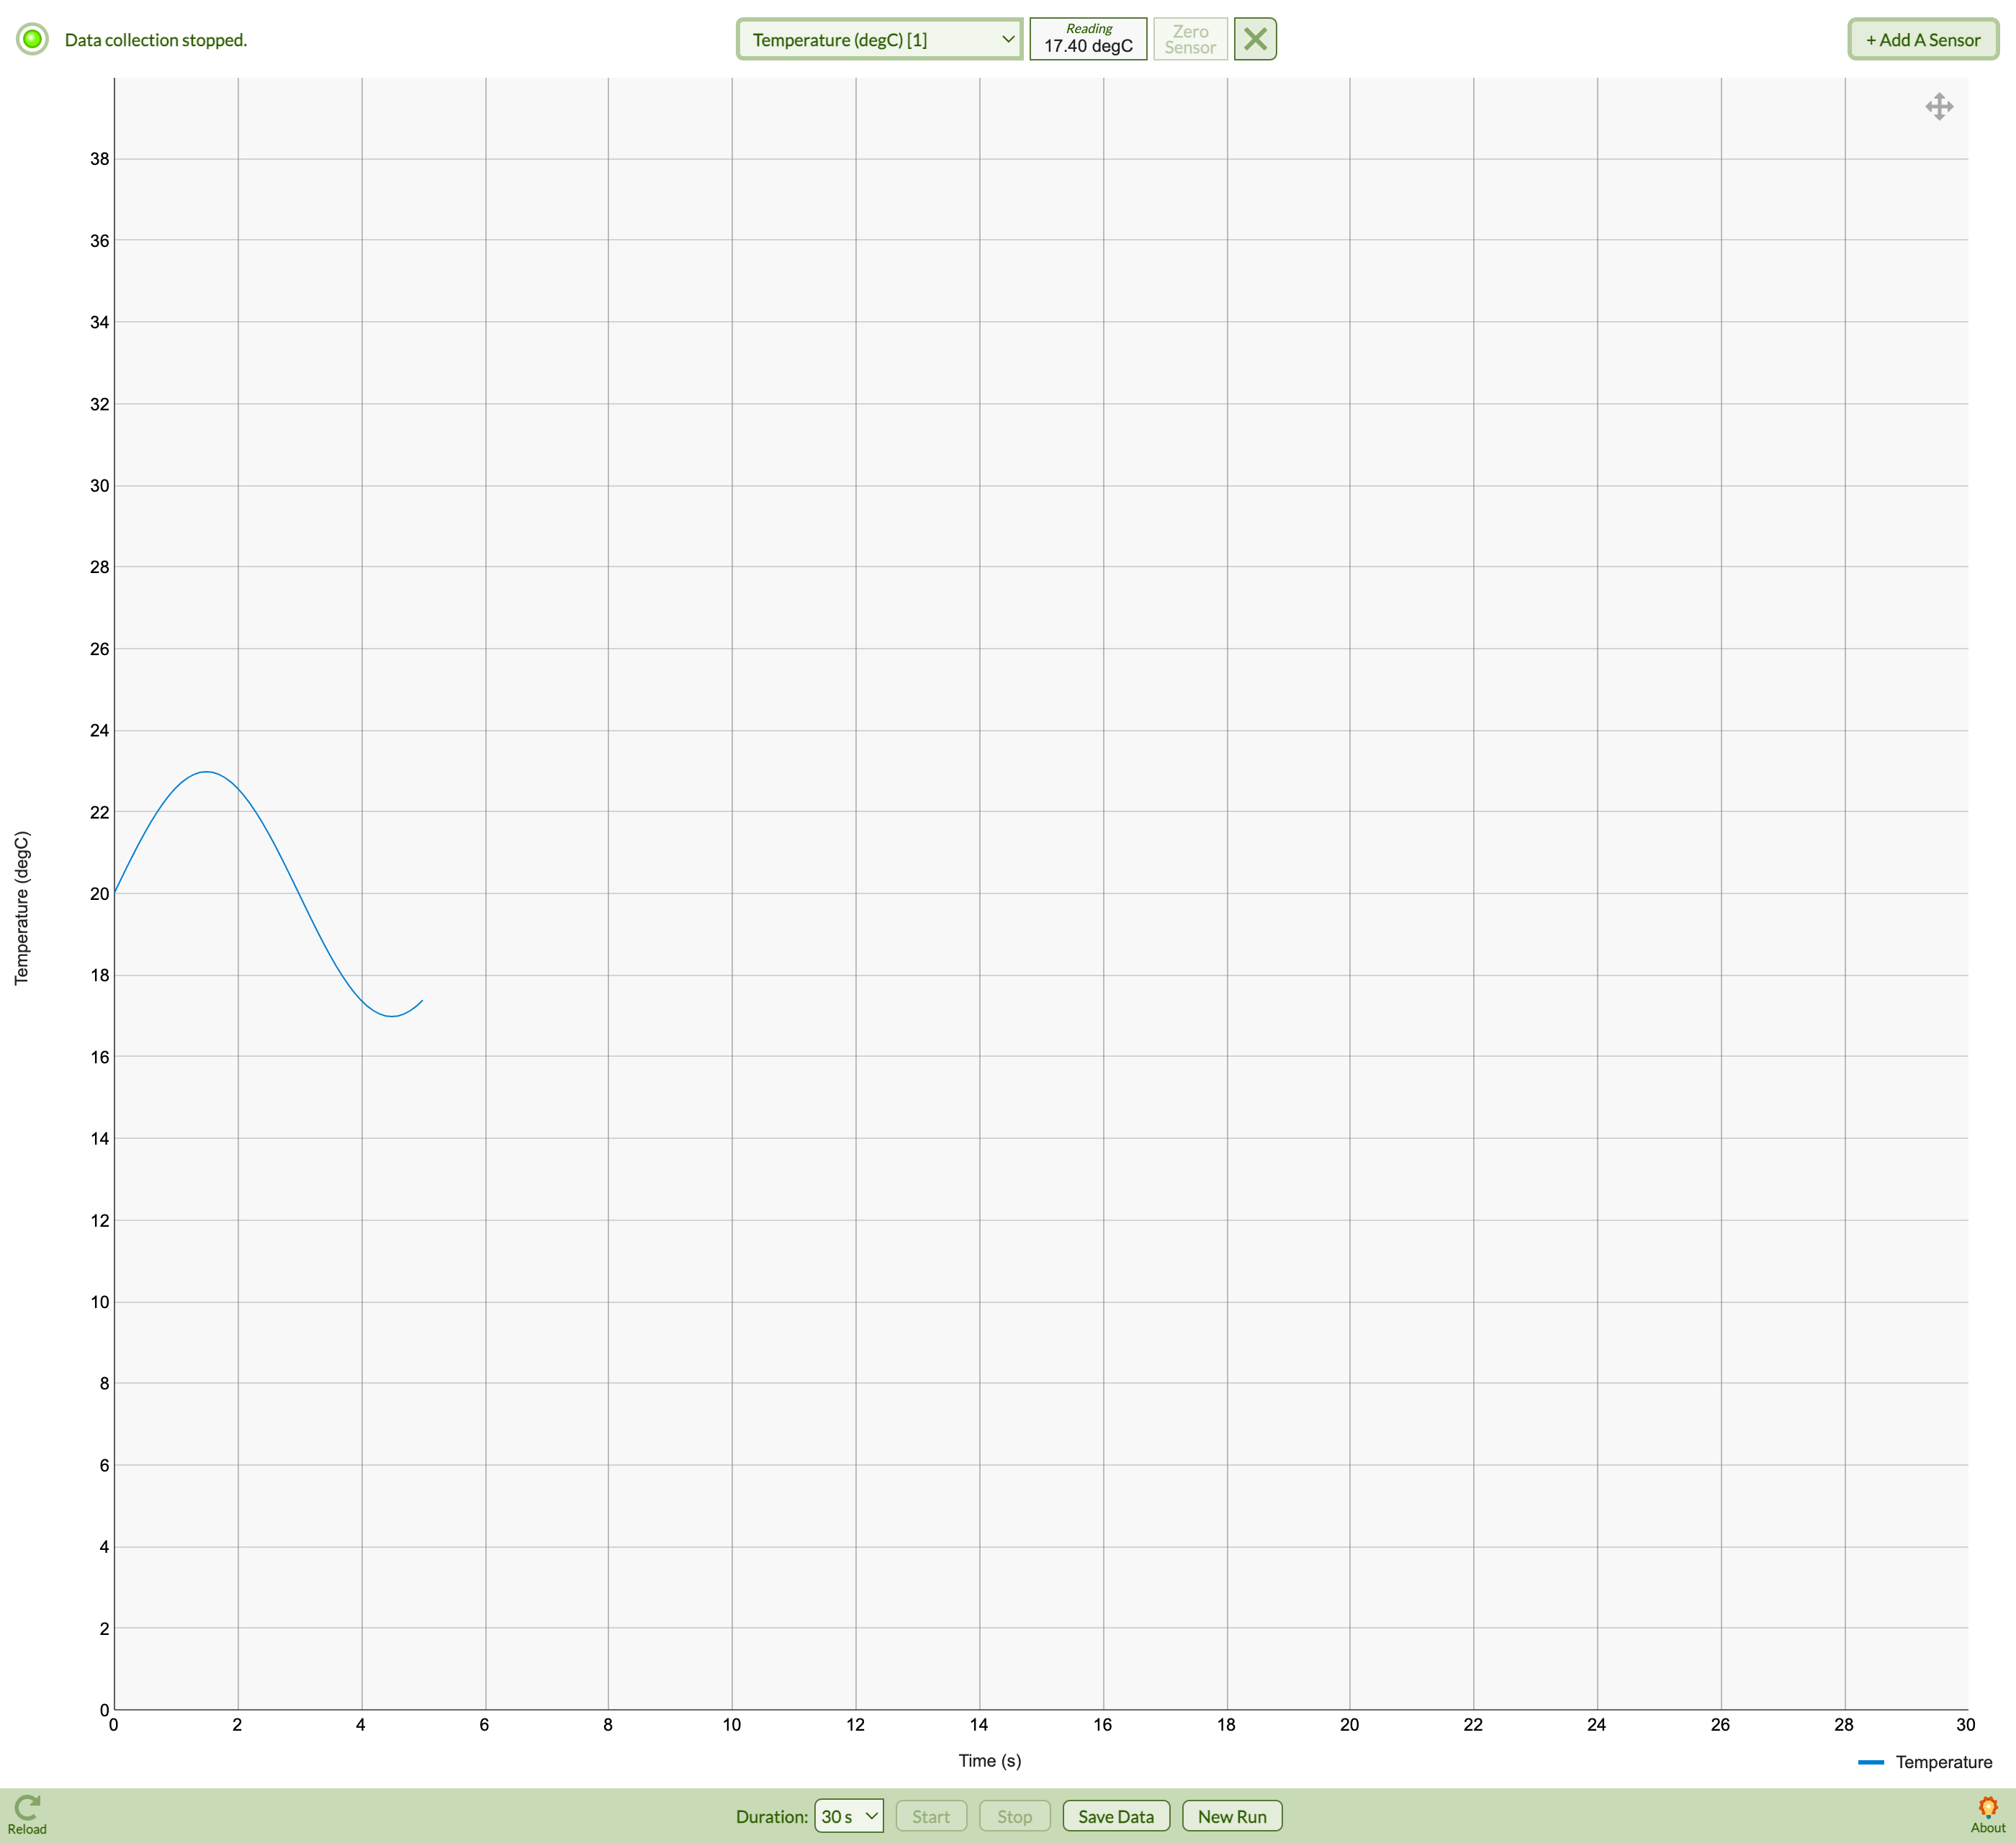 Data collection stopped.
Temperature (degC) [1]
Reading
17.40 degC
Zero
Sensor
+ Add A Sensor
Temperature (degC)
38
36
34
32
30
28
26
24
22
20
18
16
14
12
10
8
6
4
2
0
0 2 4 6 8 10 12 14 16 18 20 22 24 26 28 30
Time (s)
Temperature
Reload
Duration: 30 s Start Stop Save Data New Run
About